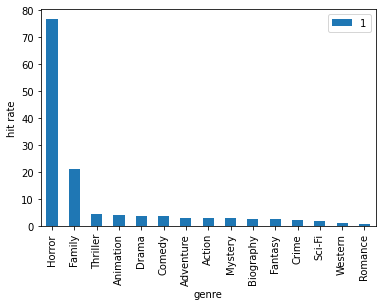 80
70
60
50
40
30
20
10
0
hit rate
1
Horror
Family
Thriller
Animation
Drama
Comedy
Adventure
Action
Mystery
Biography
Fantasy
Crime
Sci-Fi
Western
Romance
genre